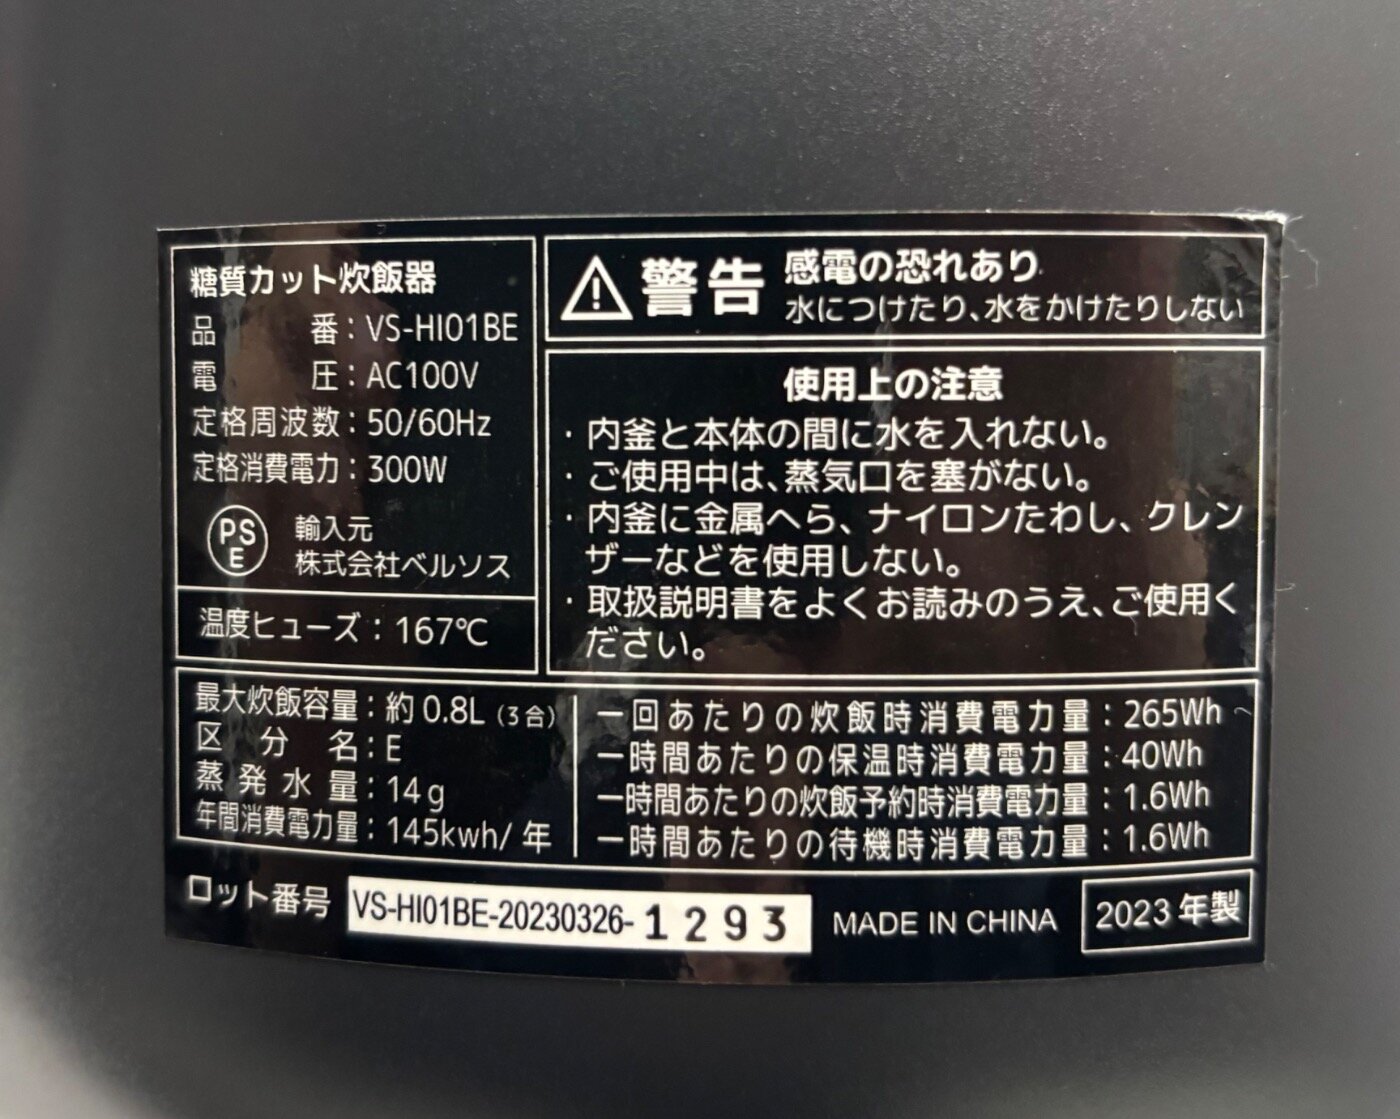 糖質カット炊飯器
品番：VS-HI01BE
電圧：AC100V
定格周波数：50/60Hz
定格消費電力：300W
PS
E
輸入元
株式会社ベルソス
温度ヒューズ：167℃
警告
感電の恐れあり
水につけたり、水をかけたりしない
使用上の注意
・内釜と本体の間に水を入れない。
・ご使用中は、蒸気口を塞がない。
・内釜に金属へら、ナイロンたわし、クレン
ザーなどを使用しない。
・取扱説明書をよくお読みのうえ、ご使用く
ださい。
最大炊飯容量：約0.8L（3合）
区分名：E
蒸発水量：14g
年間消費電力量：145kwh/年
一回あたりの炊飯時消費電力量：265Wh
一時間あたりの保温時消費電力量：40Wh
一時間あたりの炊飯予約時消費電力量：1.6Wh
一時間あたりの待機時消費電力量：1.6Wh
ロット番号 VS-HI01BE-20230326-1293 MADE IN CHINA 2023年製